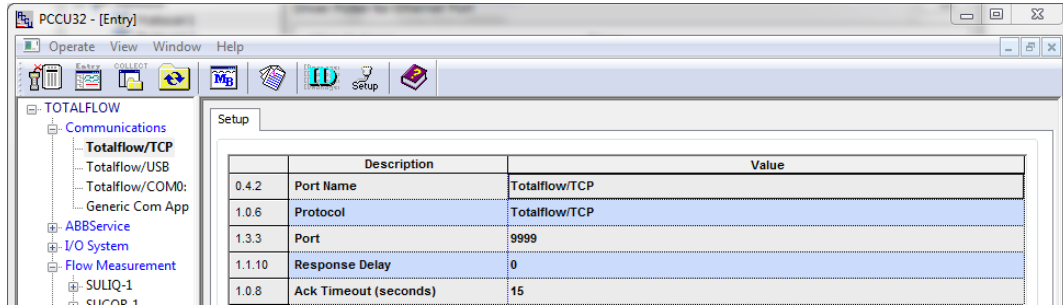 PCCU32 - [Entry]
Operate View Window Help
Entry COLLECT
MB ID Setup
TOTALFLOW
Communications
Totalflow/TCP
Totalflow/USB
Totalflow/COM0:
Generic Com App
ABBService
I/O System
Flow Measurement
SULIQ-1
Setup
Description Value
0.4.2 Port Name Totalflow/TCP
1.0.6 Protocol Totalflow/TCP
1.3.3 Port 9999
1.1.10 Response Delay 0
1.0.8 Ack Timeout (seconds) 15